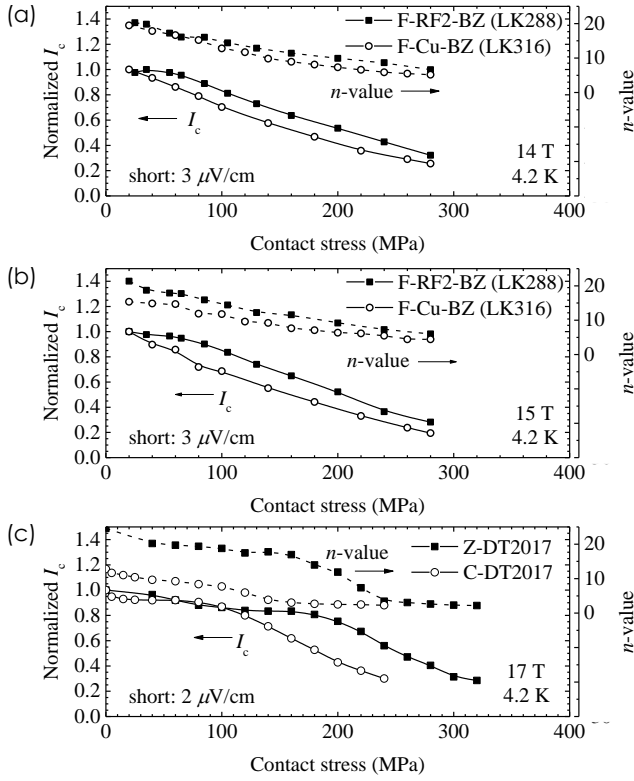 (a)
1.4
1.2
1.0
0.8
0.6
0.4
0.2
0.0
Normalized Ic
F-RF2-BZ (LK288)
F-Cu-BZ (LK316)
n-value
Ic
short: 3 μV/cm
14 T
4.2 K
20
10
0
n-value
0 100 200 300 400
Contact stress (MPa)
(b)
1.4
1.2
1.0
0.8
0.6
0.4
0.2
0.0
Normalized Ic
F-RF2-BZ (LK288)
F-Cu-BZ (LK316)
n-value
Ic
short: 3 μV/cm
15 T
4.2 K
20
10
0
n-value
0 100 200 300 400
Contact stress (MPa)
(c)
1.4
1.2
1.0
0.8
0.6
0.4
0.2
0.0
Normalized Ic
Z-DT2017
C-DT2017
n-value
Ic
short: 2 μV/cm
17 T
4.2 K
20
10
0
n-value
0 100 200 300 400
Contact stress (MPa)